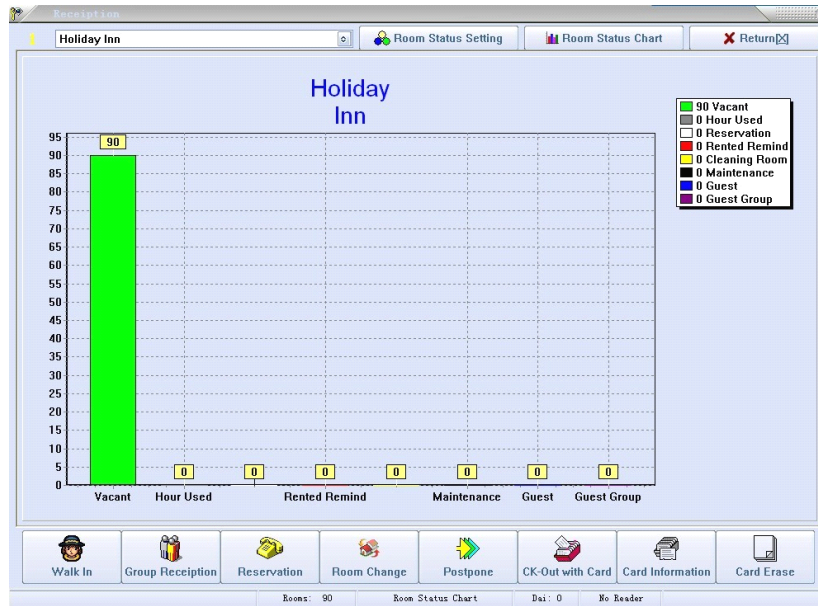 Receiption
Holiday Inn
Room Status Setting
Room Status Chart
Return[X]
Holiday
Inn
90 Vacant
0 Hour Used
0 Reservation
0 Rented Remind
0 Cleaning Room
0 Maintenance
0 Guest
0 Guest Group
95
90
85
80
75
70
65
60
55
50
45
40
35
30
25
20
15
10
5
0
90
0
0
0
0
0
0
0
Vacant
Hour Used
Rented Remind
Maintenance
Guest
Guest Group
Walk In
Group Receiption
Reservation
Room Change
Postpone
CK-Out with Card
Card Information
Card Erase
Rooms: 90
Room Status Chart
Dai: 0
No Reader